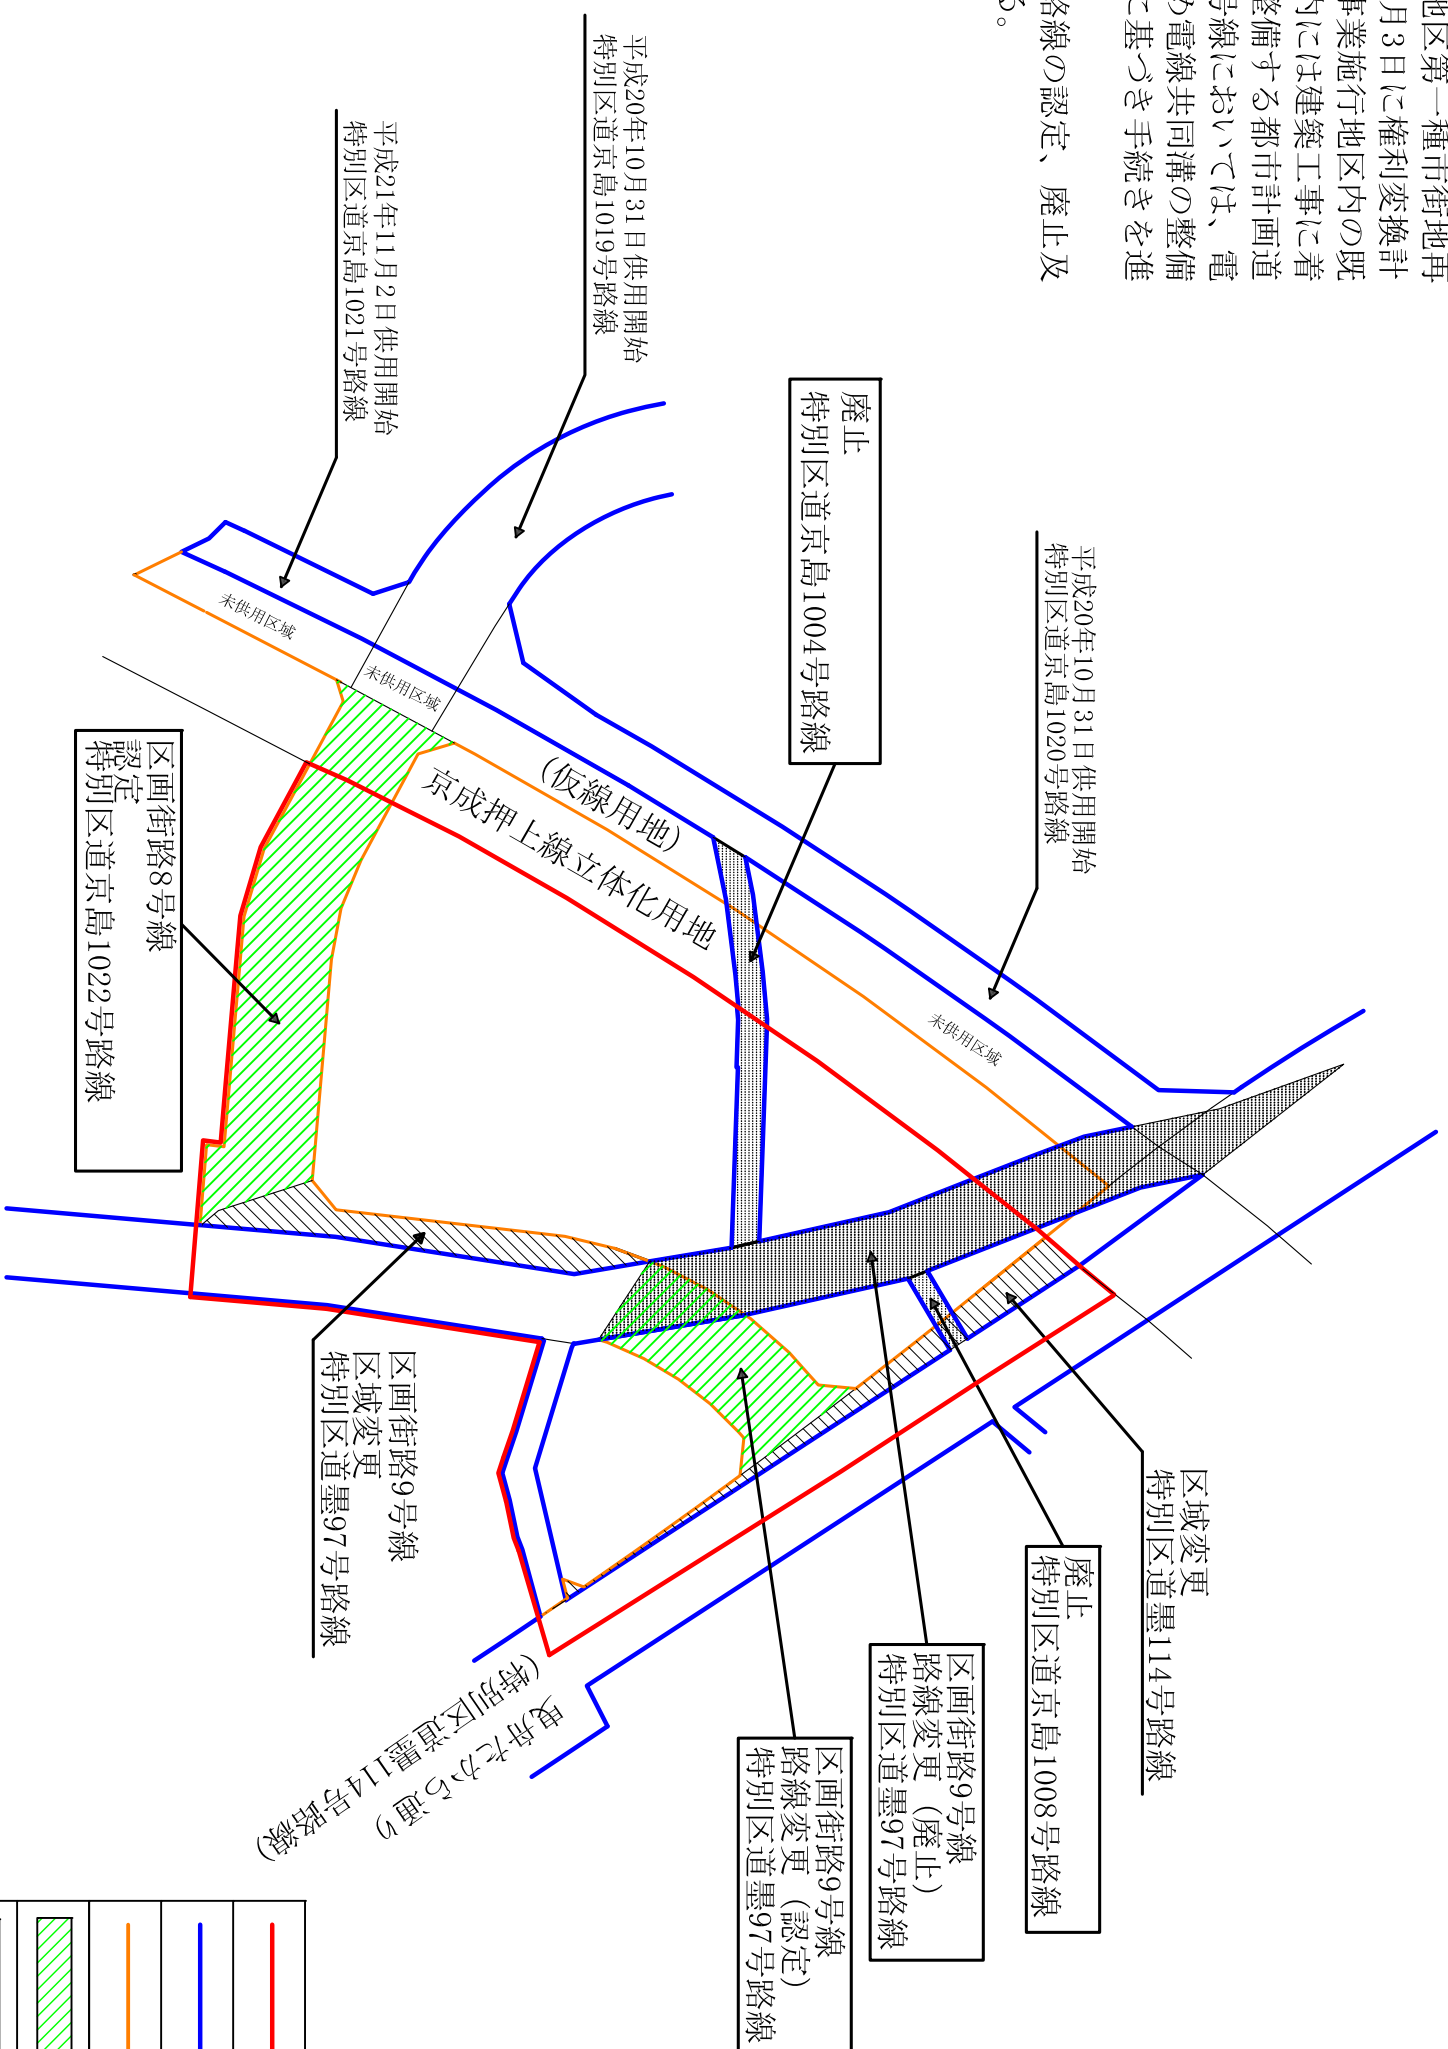 地区第一種市街地再
月3日に権利変換計
事業施行地区内の既
内には建築工事に着
整備する都市計画道
号線においては、電
め電線共同溝の整備
に基づき手続きを進
路線の認定、廃止及
る。
平成20年10月31日供用開始
特別区道京島1019号路線
平成21年11月2日供用開始
特別区道京島1021号路線
廃止
特別区道京島1004号路線
平成20年10月31日供用開始
特別区道京島1020号路線
未供用区域
未供用区域
未供用区域
(仮線用地)
京成押上線立体化用地
区画街路8号線
認定
特別区道京島1022号路線
区画街路9号線
区域変更
特別区道墨97号路線
区域変更
特別区道墨114号路線
廃止
特別区道京島1008号路線
区画街路9号線
路線変更（廃止）
特別区道墨97号路線
区画街路9号線
路線変更（認定）
特別区道墨97号路線
曳舟たから通り
(特別区道墨114号路線)